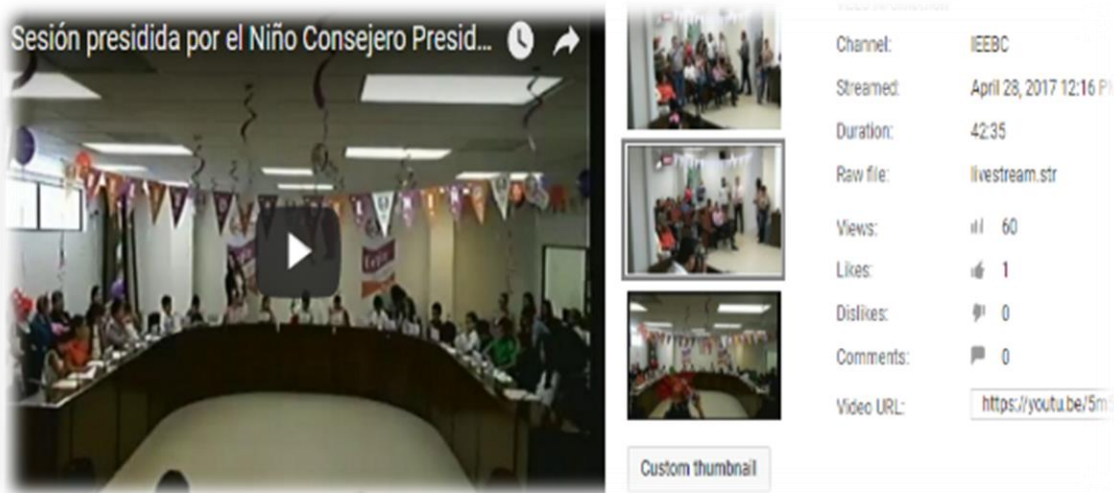 Sesión presidida por el Niño Consejero Presid...
VIDEO INFORMATION
Channel: IEEBC
Streamed: April 28, 2017 12:16 P
Duration: 42:35
Raw file: livestream.str
Views: 60
Likes: 1
Dislikes: 0
Comments: 0
Video URL: https://youtu.be/5m
Custom thumbnail